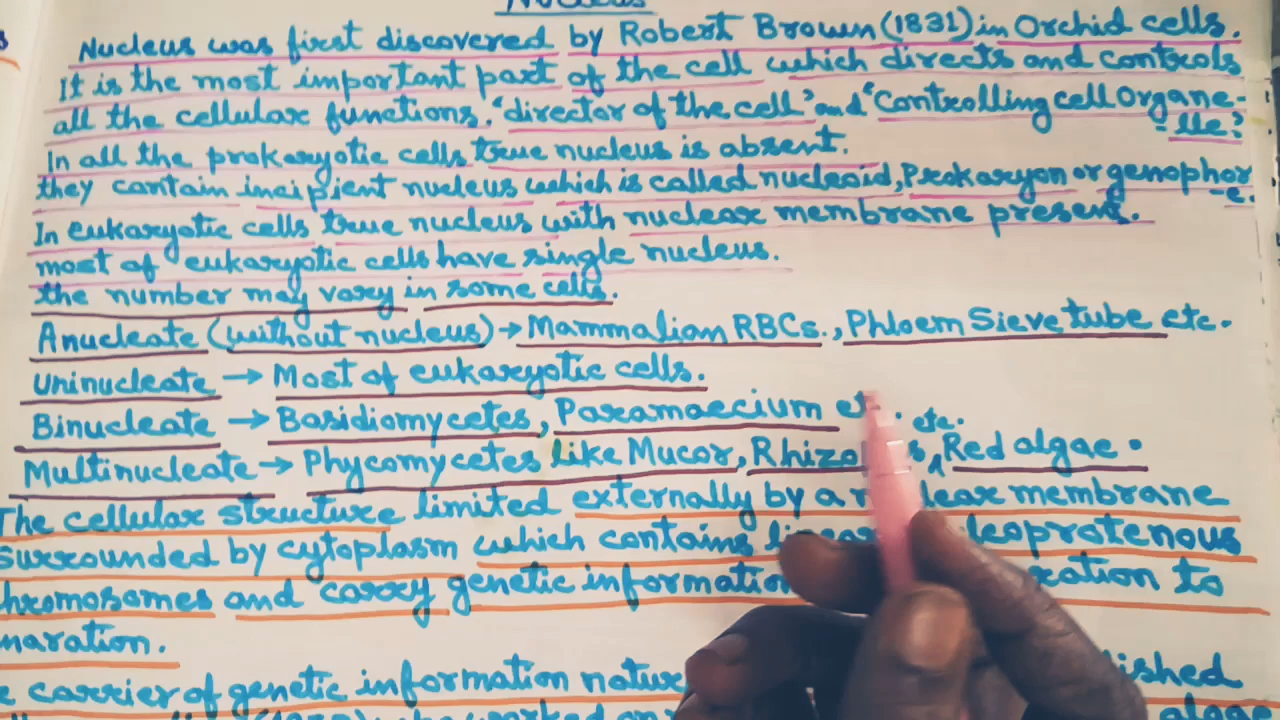 Nucleus
Nucleus was first discovered by Robert Brown (1831) in Orchid cells.
It is the most important part of the cell which directs and controls
all the cellular functions. 'director of the cell' and 'Controlling cell Organe-
-lle'?
In all the prokaryotic cells true nucleus is absent.
they contain incipient nucleus which is called nucleoid, Prokaryon or genophor
-e.
In eukaryotic cells true nucleus with nuclear membrane present.
most of eukaryotic cells have single nucleus.
the number may vary in some cells.
Anucleate (without nucleus) → Mammalian RBCs., Phloem Sieve tube etc.
Uninucleate → Most of eukaryotic cells.
Binucleate → Basidiomycetes, Paramaecium
etc.
Multinucleate → Phycomycetes like Mucor, Red algae.
The cellular structure limited externally by a membrane
surrounded by cytoplasm which contains
and carry genetic information to
carrier of genetic information